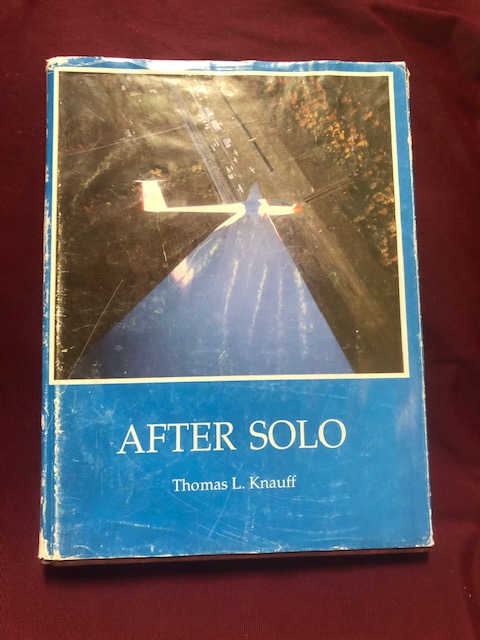 AFTER SOLO
Thomas L. Knauff